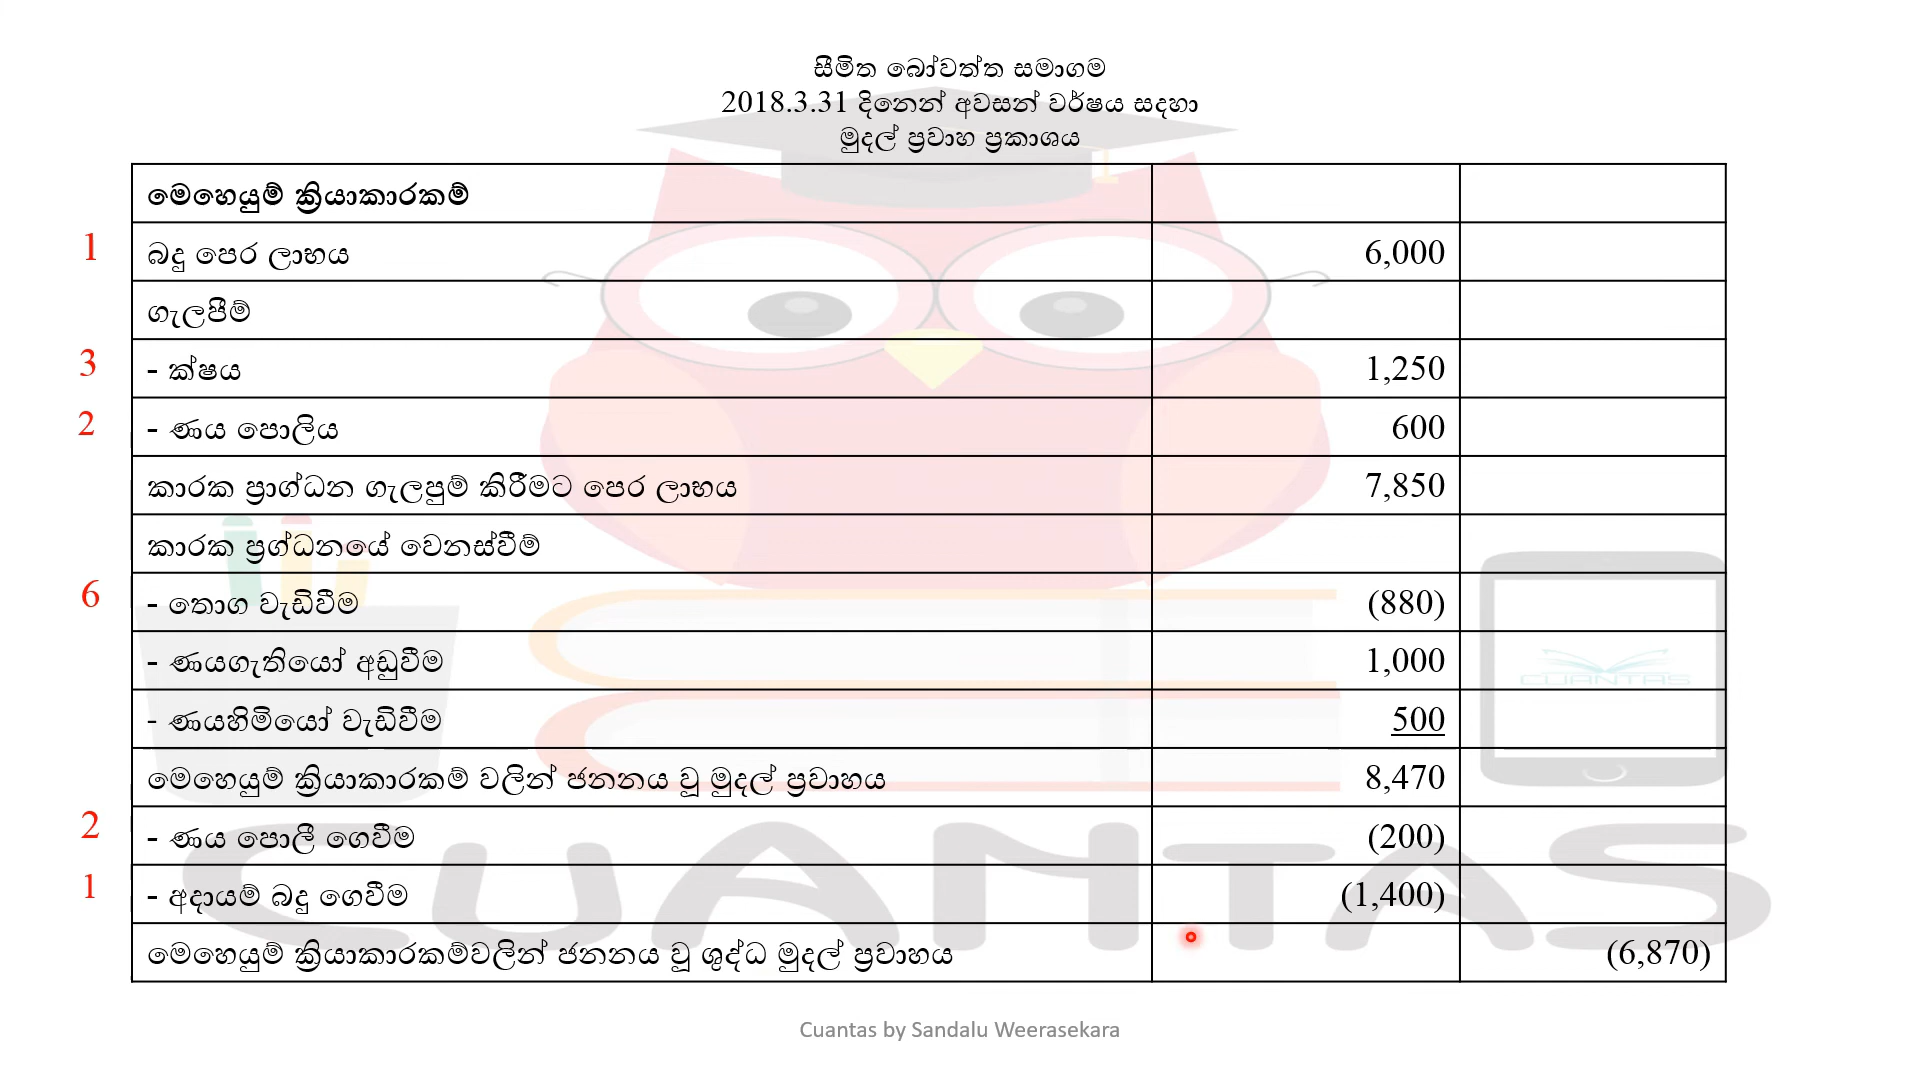 සීමිත බෝවත්ත සමාගම
2018.3.31 දිනෙන් අවසන් වර්ෂය සදහා
මුදල් ප්‍රවාහ ප්‍රකාශය
මෙහෙයුම් ක්‍රියාකාරකම්
1 බදු පෙර ලාභය 6,000
ගැලපීම්
3 - ක්ෂය 1,250
2 - ණය පොලිය 600
කාරක ප්‍රාග්ධන ගැලපුම් කිරීමට පෙර ලාභය 7,850
කාරක ප්‍රග්ධනයේ වෙනස්වීම්
6 - තොග වැඩිවීම (880)
- ණයගැතියෝ අඩුවීම 1,000
- ණයහිමියෝ වැඩිවීම 500
මෙහෙයුම් ක්‍රියාකාරකම් වලින් ජනනය වූ මුදල් ප්‍රවාහය 8,470
2 - ණය පොලී ගෙවීම (200)
1 - අදායම් බදු ගෙවීම (1,400)
මෙහෙයුම් ක්‍රියාකාරකම්වලින් ජනනය වූ ශුද්ධ මුදල් ප්‍රවාහය (6,870)
CUANTAS
CUANTAS
Cuantas by Sandalu Weerasekara